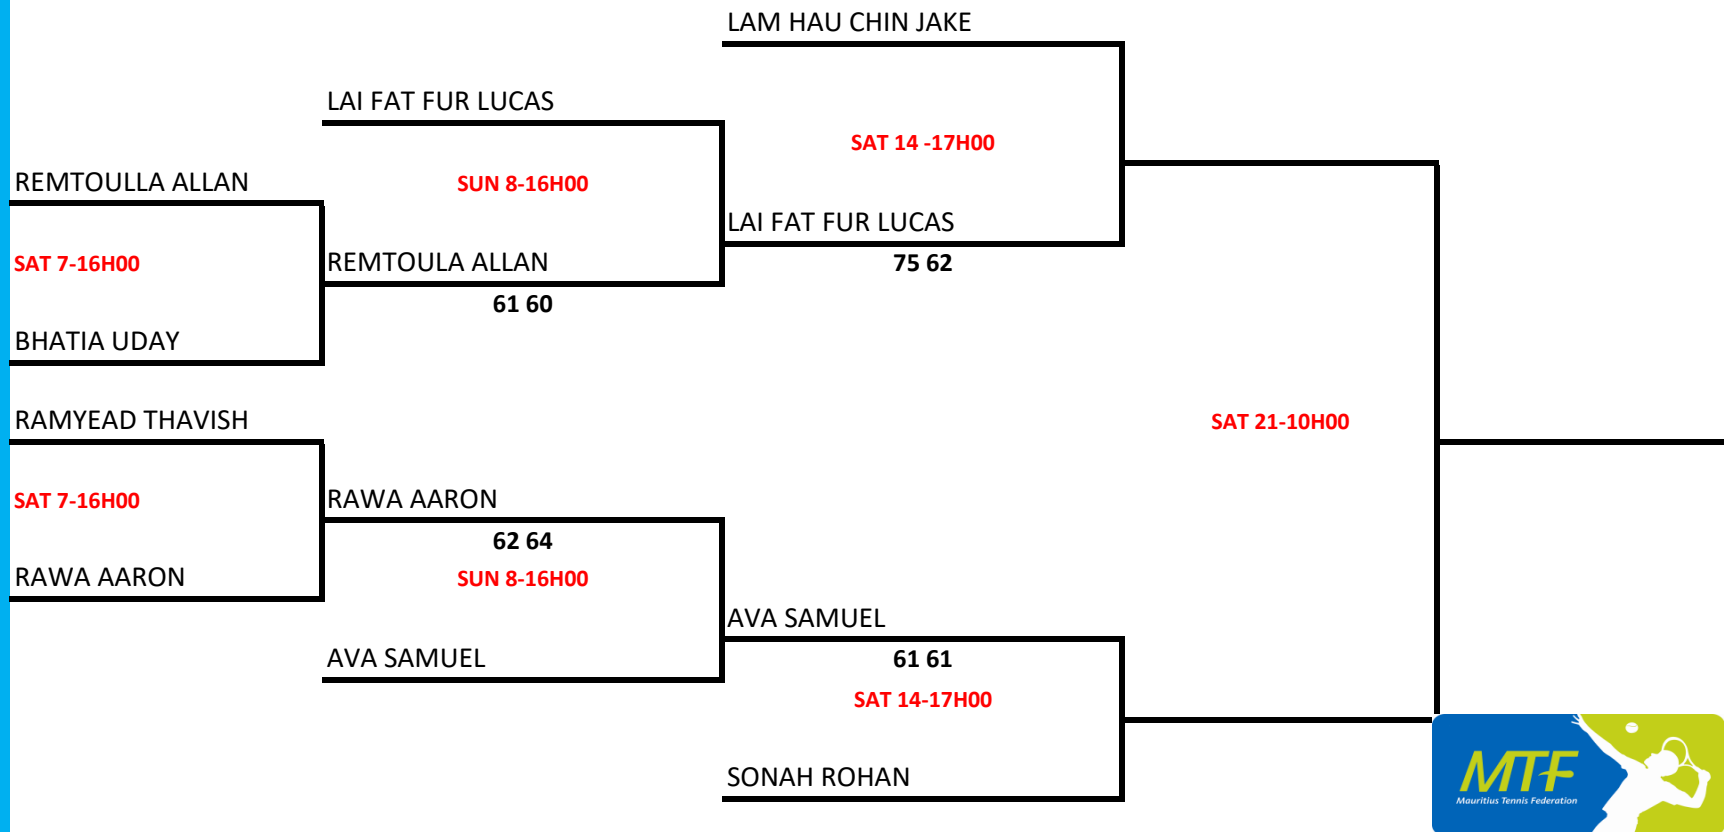 LAM HAU CHIN JAKE
LAI FAT FUR LUCAS
SAT 14 -17H00
REMTOULLA ALLAN
SUN 8-16H00
LAI FAT FUR LUCAS
SAT 7-16H00
REMTOULA ALLAN
75 62
61 60
BHATIA UDAY
RAMYEAD THAVISH
SAT 21-10H00
SAT 7-16H00
RAWA AARON
62 64
RAWA AARON
SUN 8-16H00
AVA SAMUEL
AVA SAMUEL
61 61
SAT 14-17H00
SONAH ROHAN
MTF
Mauritius Tennis Federation